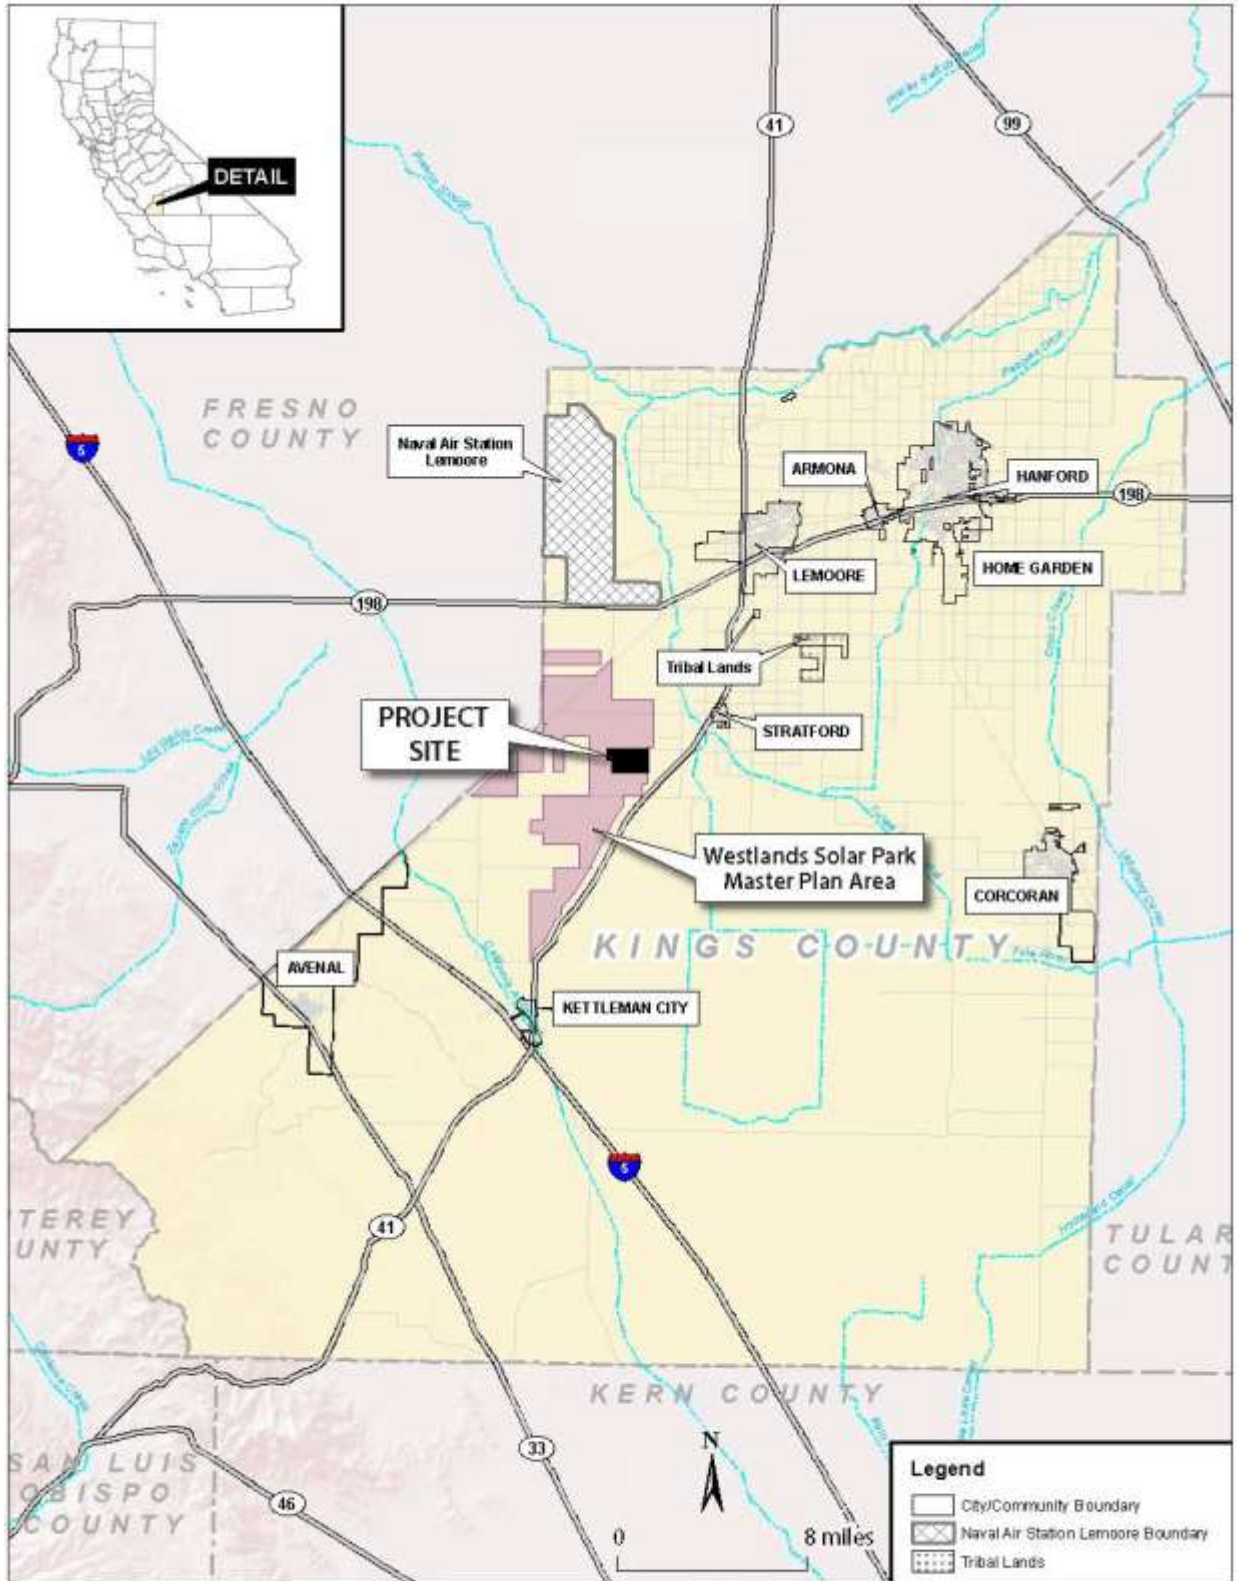 DETAIL
41
99
FRESNO
COUNTY
5
Naval Air Station
Lemoore
ARMONA
HANFORD
198
LEMOORE
HOME GARDEN
198
Tribal Lands
PROJECT
SITE
STRATFORD
Westlands Solar Park
Master Plan Area
CORCORAN
KINGS COUNTY
AVENAL
KETTLEMAN CITY
5
TEREY
UNTY
41
TULAR
COUNT
KERN COUNTY
33
SAN LUIS
OBISPO
COUNTY
46
N
0 8 miles
Legend
City/Community Boundary
Naval Air Station Lemoore Boundary
Tribal Lands